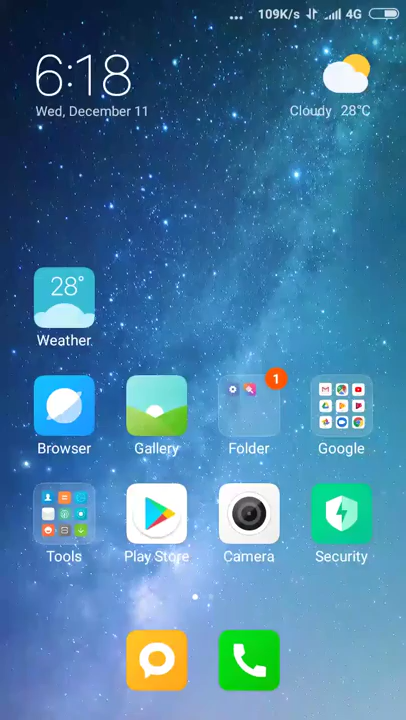 ... 109K/s 4G
6:18
Wed, December 11
Cloudy 28°C
28°
Weather
1
Browser
Gallery
Folder
Google
Tools
Play Store
Camera
Security